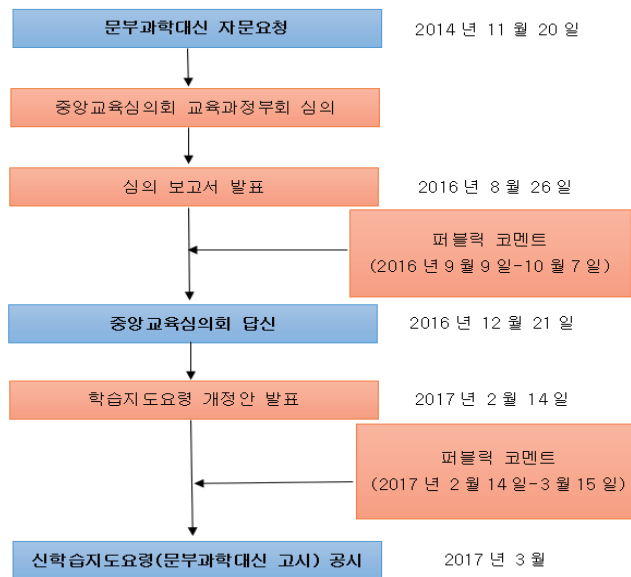 문부과학대신 자문요청
2014 년 11 월 20 일
중앙교육심의회 교육과정부회 심의
심의 보고서 발표
2016 년 8 월 26 일
퍼블릭 코멘트
(2016 년 9 월 9 일-10 월 7 일)
중앙교육심의회 답신
2016 년 12 월 21 일
학습지도요령 개정안 발표
2017 년 2 월 14 일
퍼블릭 코멘트
(2017 년 2 월 14 일-3 월 15 일)
신학습지도요령(문부과학대신 고시) 공시
2017 년 3 월